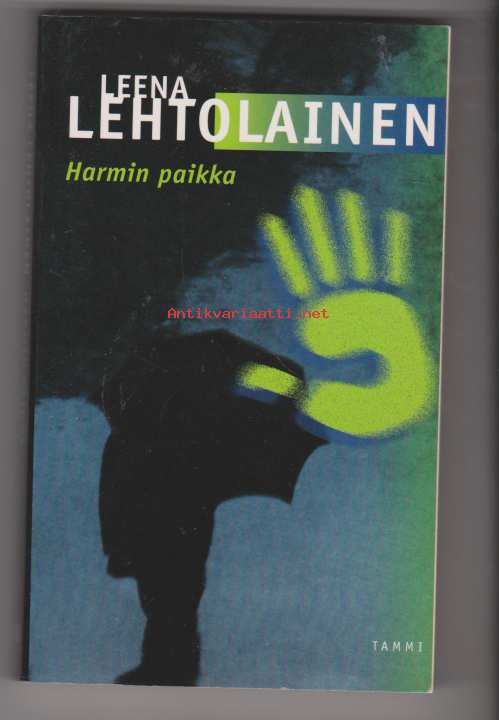 LEENA
LEHTOLAINEN
Harmin paikka
Antikvariaatti.net
TAMMI